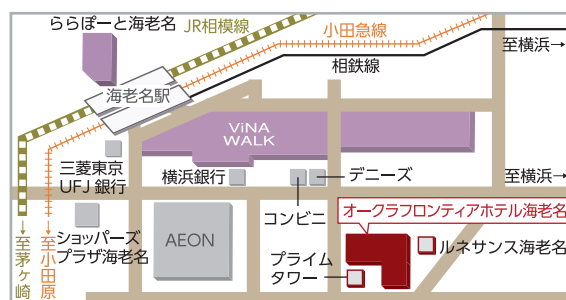 ららぽーと海老名
JR相模線
小田急線
至横浜→
相鉄線
海老名駅
ViNA
WALK
三菱東京
UFJ銀行
横浜銀行
デニーズ
至横浜→
コンビニ
オークラフロンティアホテル海老名
ショッパーズ
プラザ海老名
AEON
ルネサンス海老名
プライム
タワー
←至茅ヶ崎
←至小田原